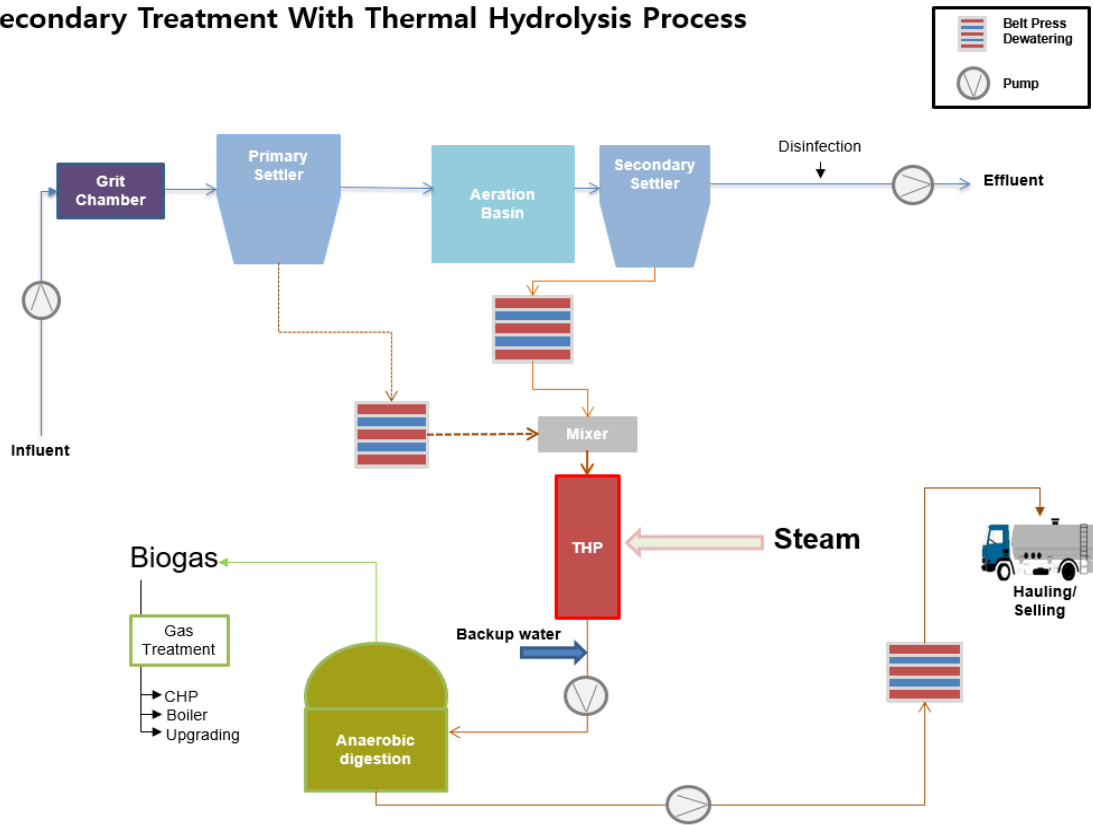 econdary Treatment With Thermal Hydrolysis Process
Belt Press
Dewatering
Pump
Grit
Chamber
Primary
Settler
Aeration
Basin
Secondary
Settler
Disinfection
Effluent
Influent
Mixer
THP
Steam
Hauling/
Selling
Biogas
Gas
Treatment
CHP
Boiler
Upgrading
Backup water
Anaerobic
digestion